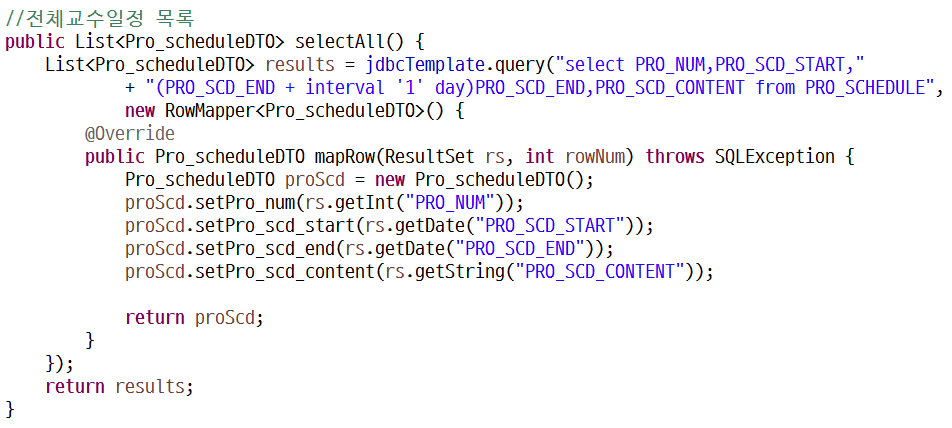 //전체교수일정 목록
public List<Pro_scheduleDTO> selectAll() {
    List<Pro_scheduleDTO> results = jdbcTemplate.query("select PRO_NUM,PRO_SCD_START,"
            + "(PRO_SCD_END + interval '1' day)PRO_SCD_END,PRO_SCD_CONTENT from PRO_SCHEDULE",
            new RowMapper<Pro_scheduleDTO>() {
        @Override
        public Pro_scheduleDTO mapRow(ResultSet rs, int rowNum) throws SQLException {
            Pro_scheduleDTO proScd = new Pro_scheduleDTO();
            proScd.setPro_num(rs.getInt("PRO_NUM"));
            proScd.setPro_scd_start(rs.getDate("PRO_SCD_START"));
            proScd.setPro_scd_end(rs.getDate("PRO_SCD_END"));
            proScd.setPro_scd_content(rs.getString("PRO_SCD_CONTENT"));
            return proScd;
        }
    });
    return results;
}